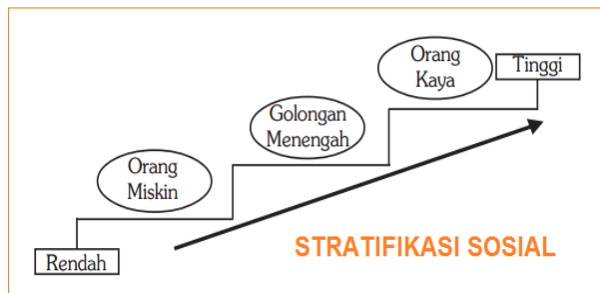 Orang
Kaya
Tinggi
Golongan
Menengah
Orang
Miskin
Rendah
STRATIFIKASI SOSIAL